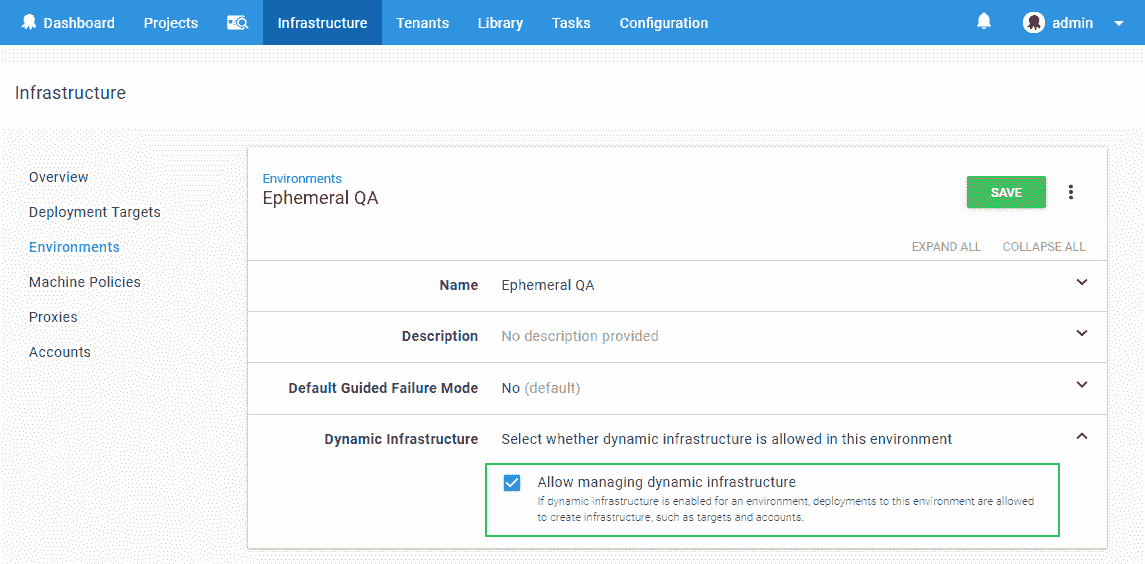 Dashboard Projects Infrastructure Tenants Library Tasks Configuration admin
Infrastructure
Overview
Deployment Targets
Environments
Machine Policies
Proxies
Accounts
Environments
Ephemeral QA
SAVE
EXPAND ALL COLLAPSE ALL
Name Ephemeral QA
Description No description provided
Default Guided Failure Mode No (default)
Dynamic Infrastructure Select whether dynamic infrastructure is allowed in this environment
Allow managing dynamic infrastructure
If dynamic infrastructure is enabled for an environment, deployments to this environment are allowed
to create infrastructure, such as targets and accounts.